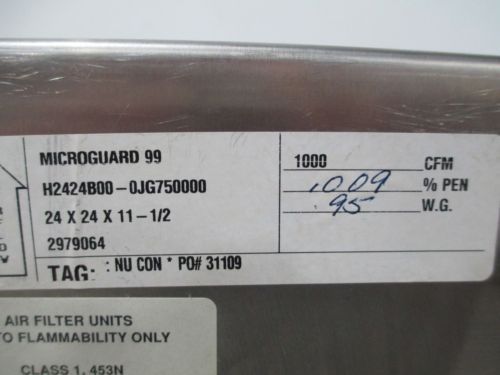 MICROGUARD 99
H2424B00-0JG750000
24 X 24 X 11-1/2
2979064
1000 CFM
.009 % PEN
.95 W.G.
TAG: : NU CON * PO# 31109
AIR FILTER UNITS
TO FLAMMABILITY ONLY
CLASS 1, 453N